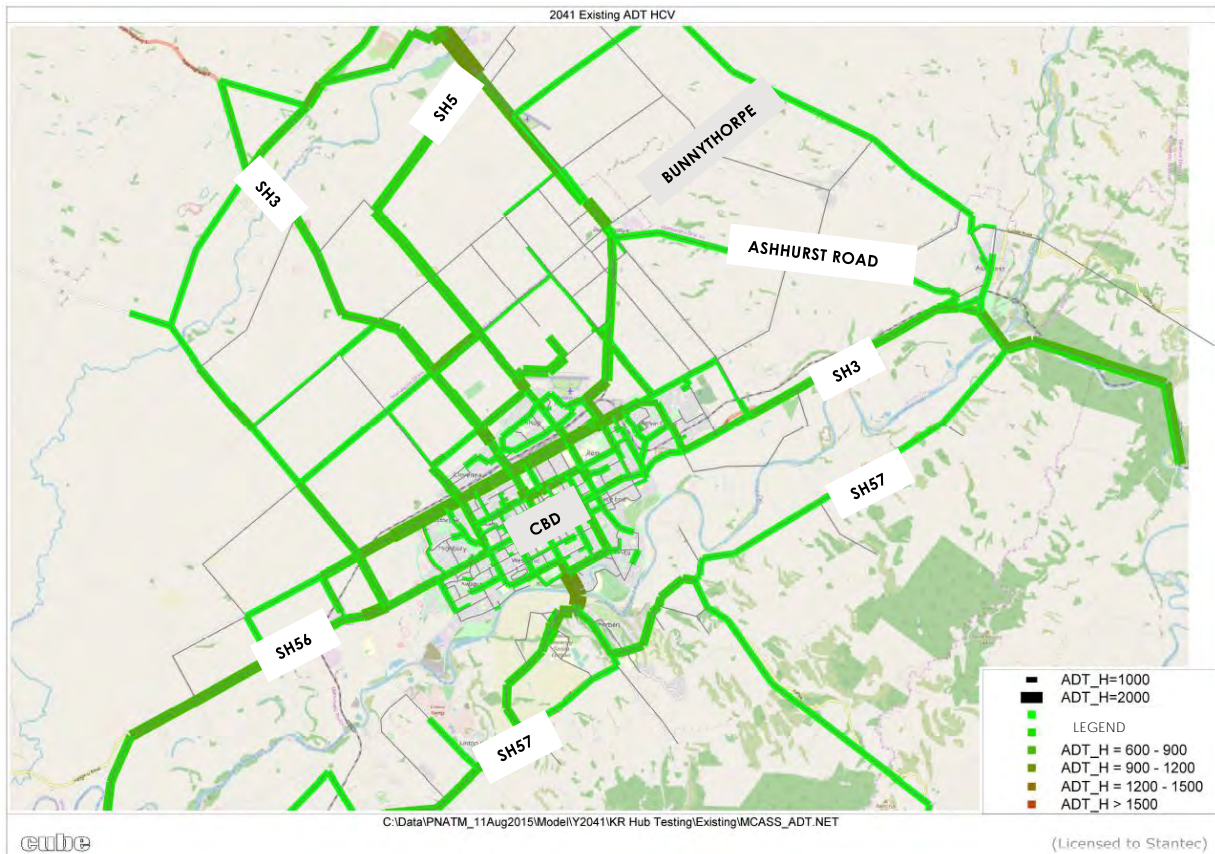 2041 Existing ADT HCV
SH5
BUNNYTHORPE
SH3
ASHHURST ROAD
SH3
SH57
CBD
SH56
SH57
ADT_H=1000
ADT_H=2000
LEGEND
ADT_H = 600 - 900
ADT_H = 900 - 1200
ADT_H = 1200 - 1500
ADT_H > 1500
C:\Data\PNATM_11Aug2015\Model\Y2041\KR Hub Testing\Existing\MCASS_ADT.NET
cube
(Licensed to Stantec)